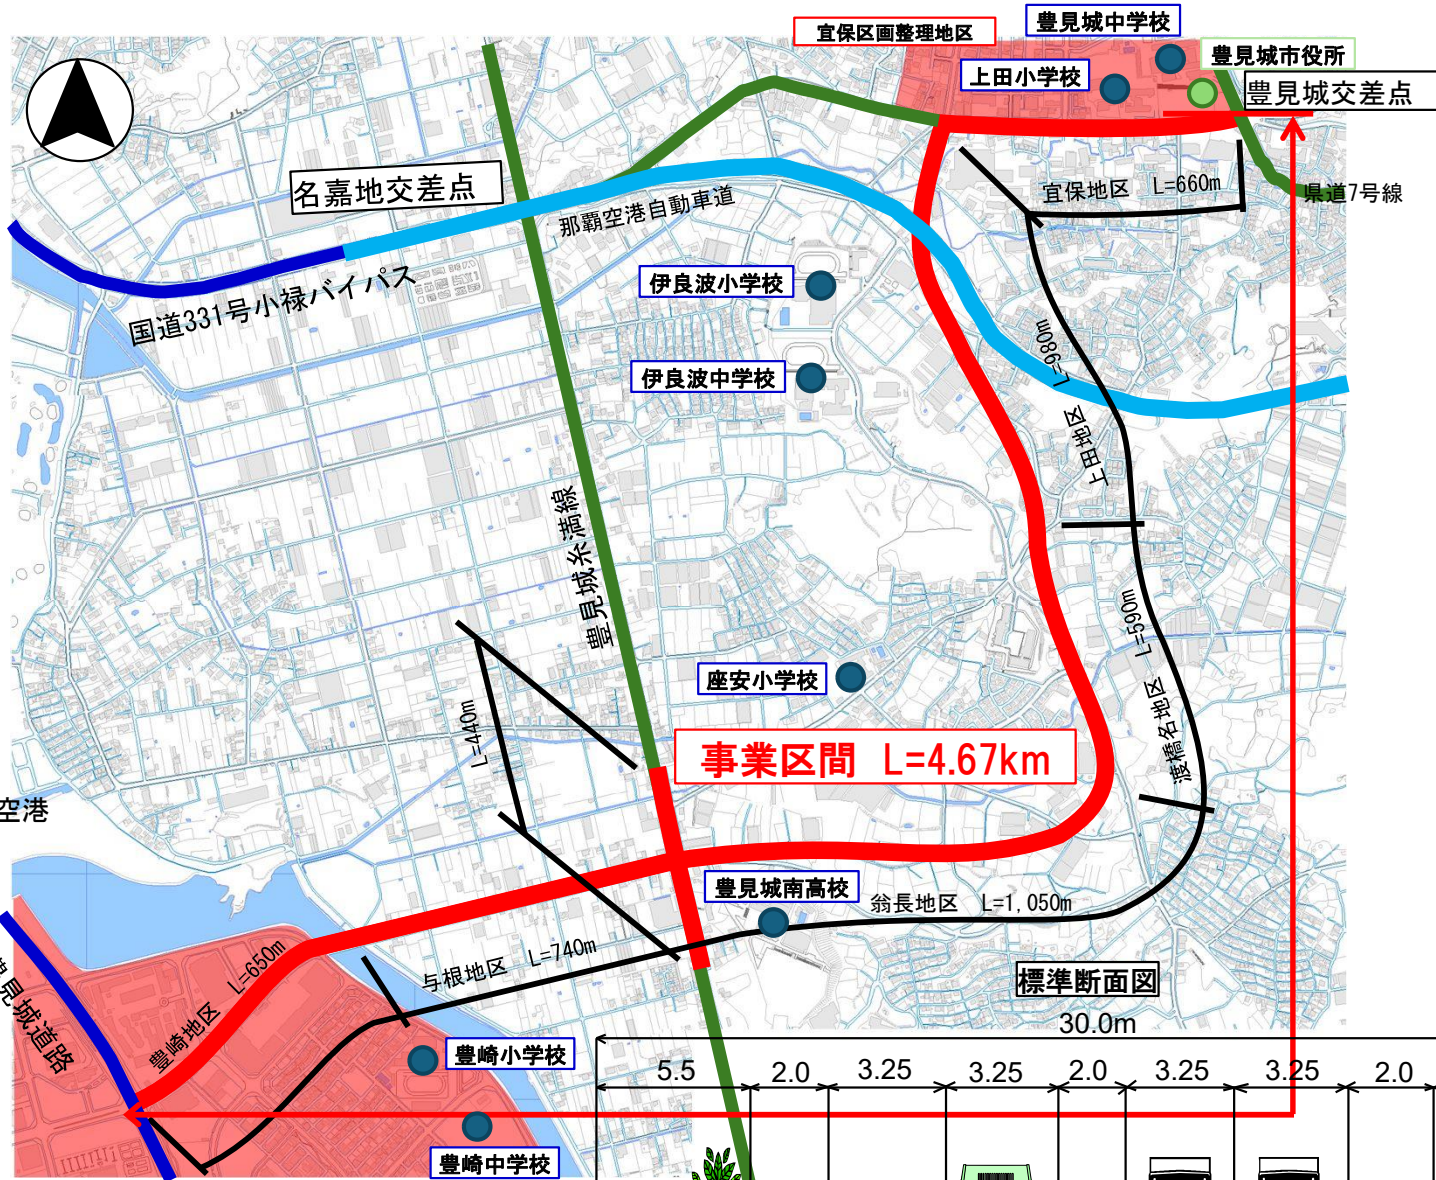 宜保区画整理地区
豊見城中学校
上田小学校
豊見城市役所
豊見城交差点
名嘉地交差点
那覇空港自動車道
宜保地区 L=660m
県道7号線
国道331号小禄バイパス
伊良波小学校
伊良波中学校
上田地区 L=980m
豊見城糸満線
渡橋名地区 L=590m
座安小学校
L=440m
事業区間 L=4.67km
空港
豊見城南高校
翁長地区 L=1,050m
与根地区 L=740m
豊崎地区 L=650m
豊見城道路
標準断面図
30.0m
豊崎小学校
5.5 2.0 3.25 3.25 2.0 3.25 3.25 2.0
豊崎中学校